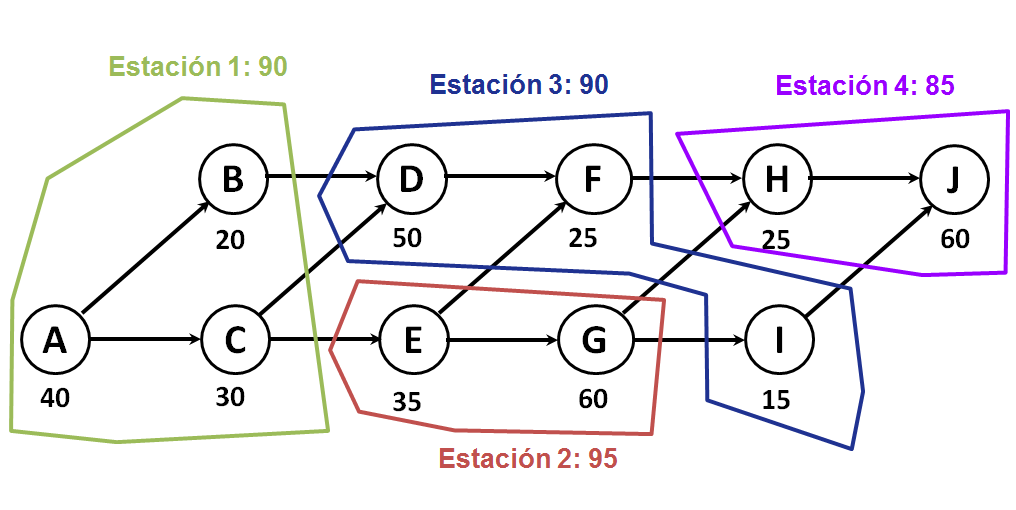 Estación 1: 90
Estación 3: 90
Estación 4: 85
B
D
F
H
J
20
50
25
25
60
A
C
E
G
I
40
30
35
60
15
Estación 2: 95